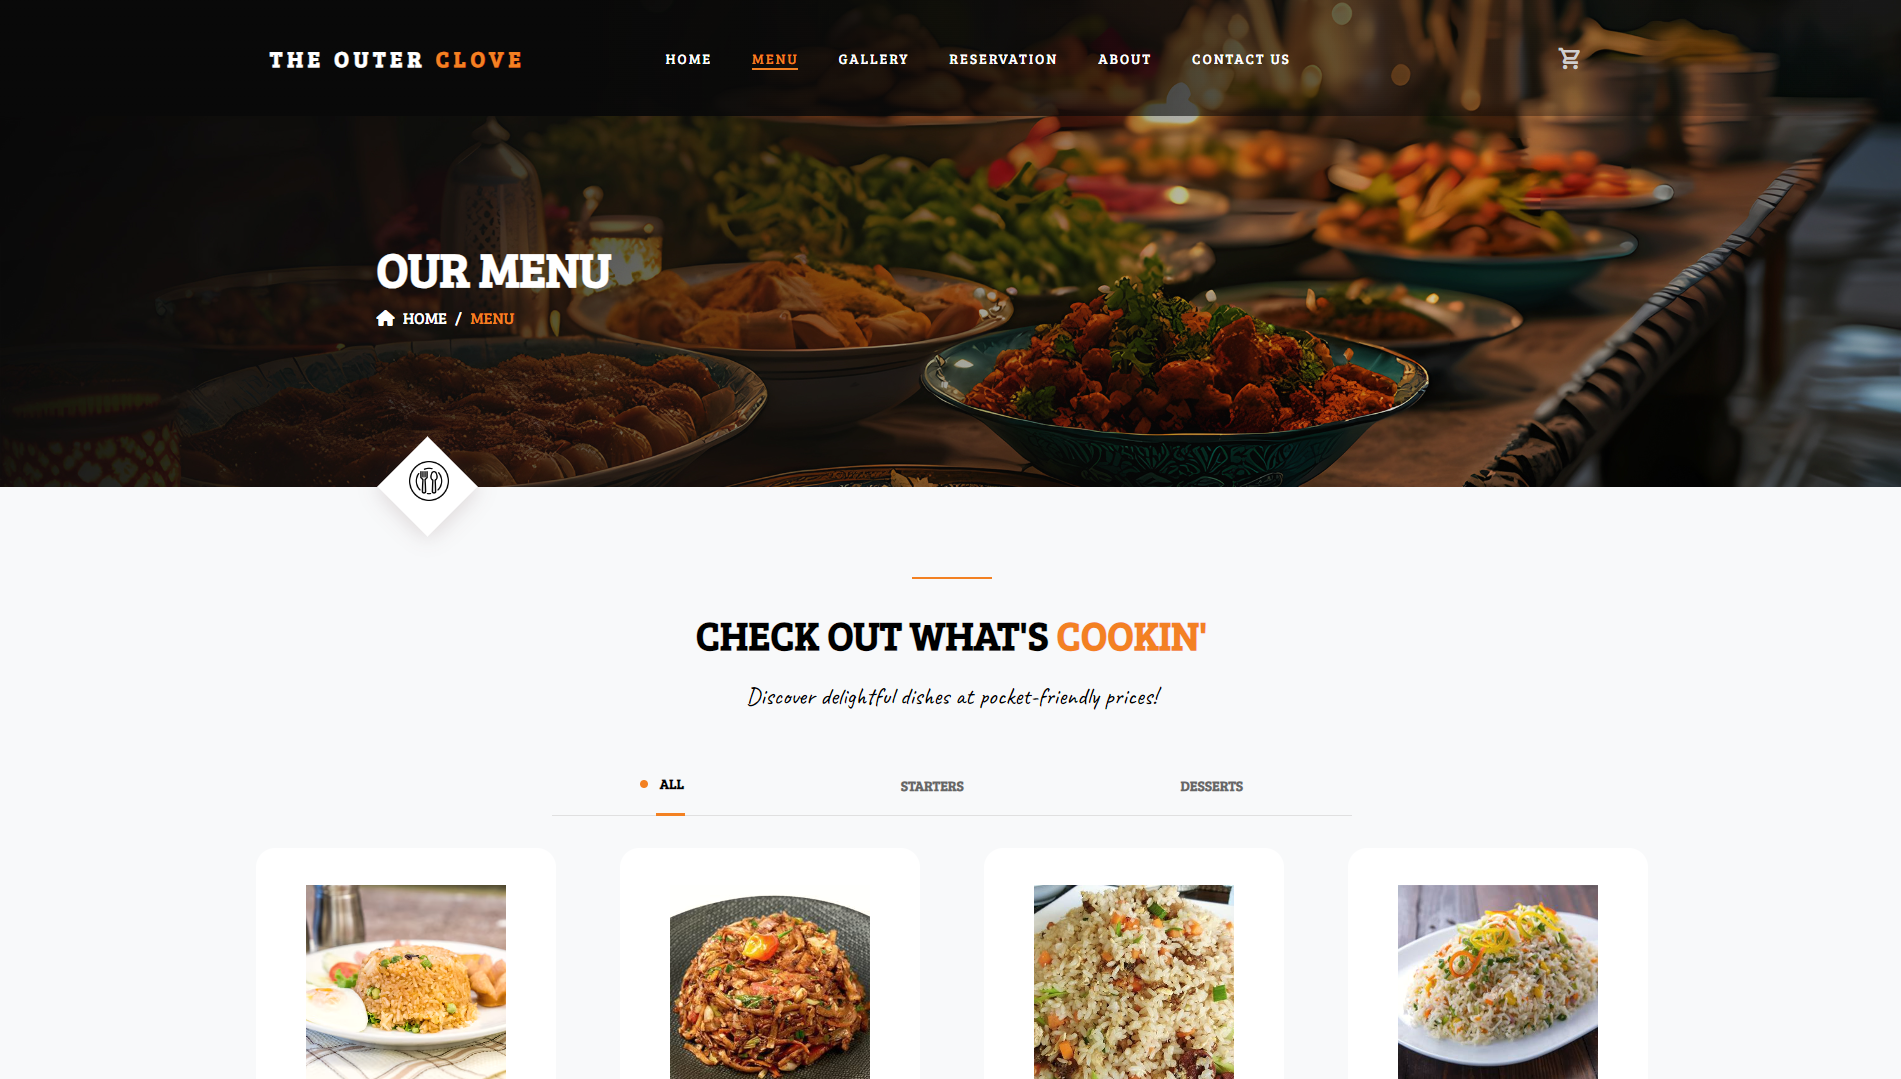 THE OUTER CLOVE
HOME MENU GALLERY RESERVATION ABOUT CONTACT US
OUR MENU
HOME / MENU
CHECK OUT WHAT'S COOKIN'
Discover delightful dishes at pocket-friendly prices!
ALL STARTERS DESSERTS